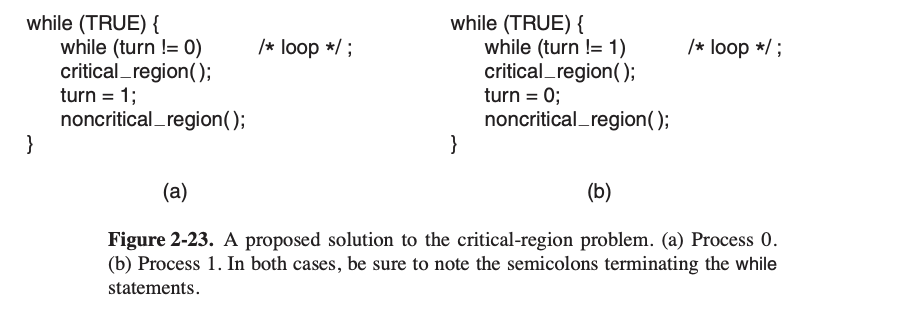 while (TRUE) {
while (turn != 0) /* loop */ ;
critical_region( );
turn = 1;
noncritical_region( );
}
(a)
while (TRUE) {
while (turn != 1) /* loop */ ;
critical_region( );
turn = 0;
noncritical_region( );
}
(b)
Figure 2-23. A proposed solution to the critical-region problem. (a) Process 0.
(b) Process 1. In both cases, be sure to note the semicolons terminating the while
statements.